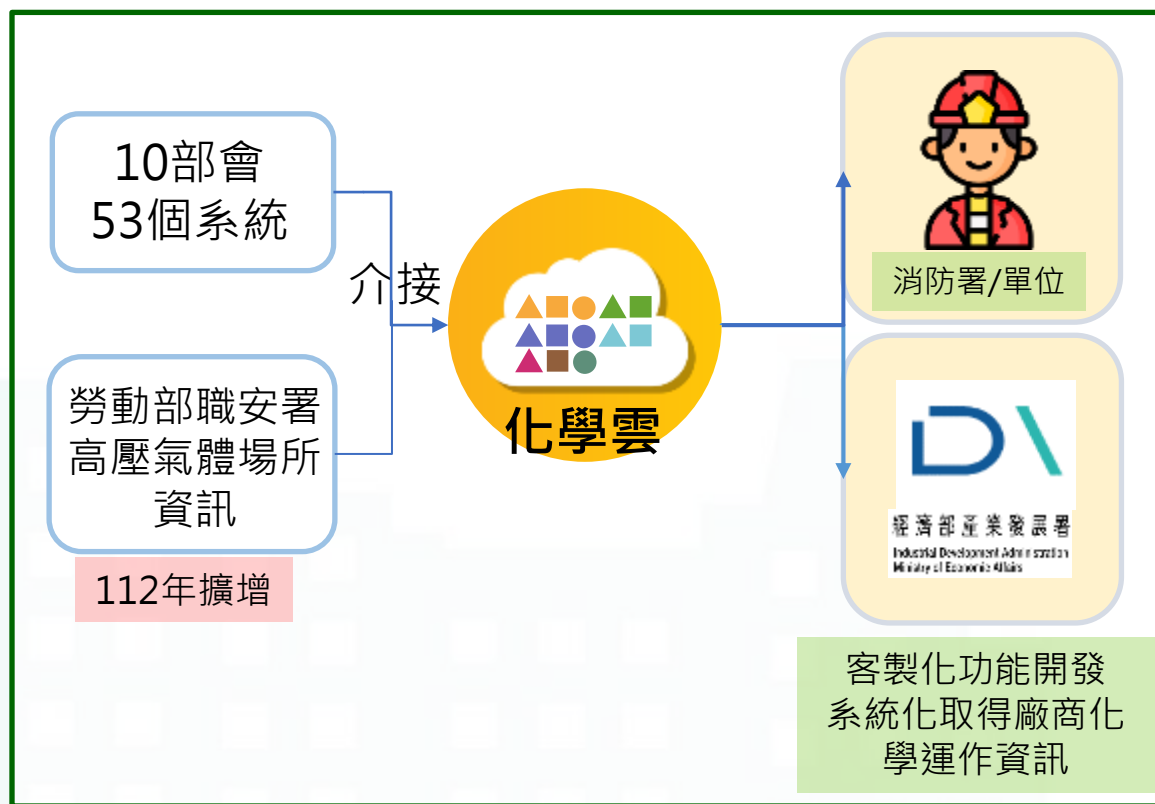 10部會
53個系統
介接
勞動部職安署
高壓氣體場所
資訊
112年擴增
化學雲
消防署/單位
經濟部產業發展署
Industrial Development Administration
Ministry of Economic Affairs
客製化功能開發
系統化取得廠商化
學運作資訊